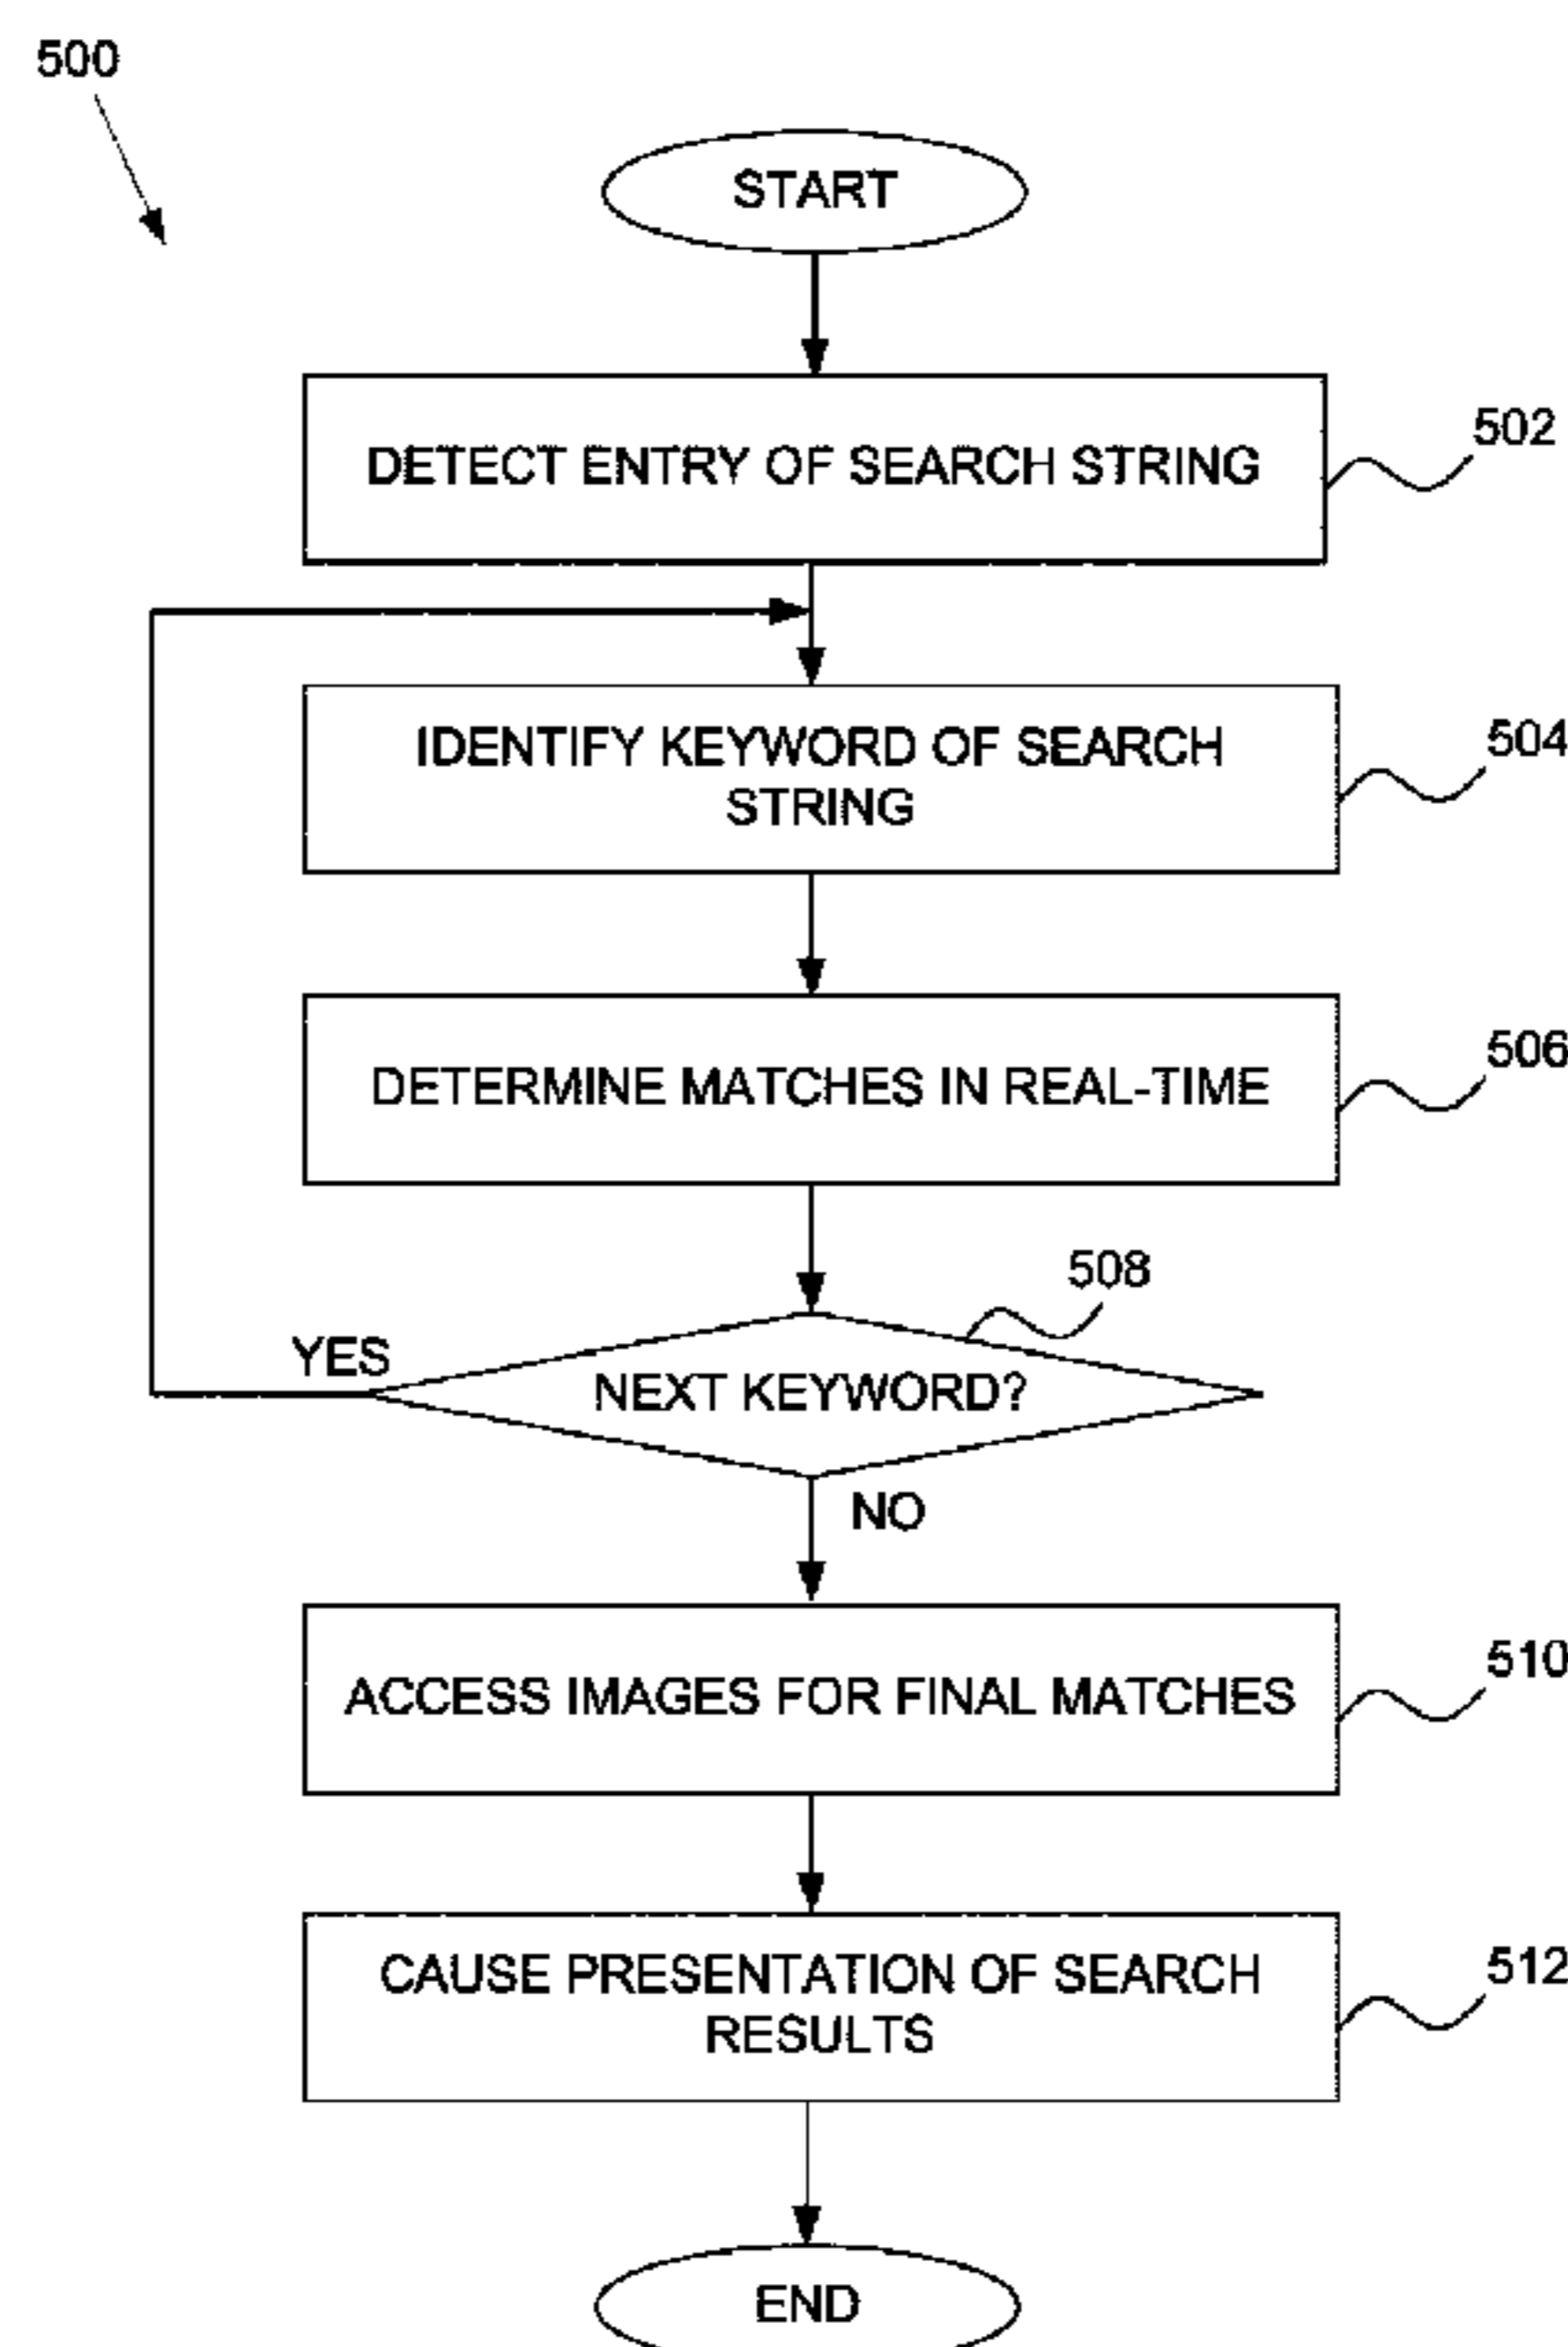 500
START
DETECT ENTRY OF SEARCH STRING
502
IDENTIFY KEYWORD OF SEARCH
STRING
504
DETERMINE MATCHES IN REAL-TIME
506
508
YES
NEXT KEYWORD?
NO
ACCESS IMAGES FOR FINAL MATCHES
510
CAUSE PRESENTATION OF SEARCH
RESULTS
512
END